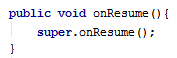 public void onResume(){
    super.onResume();
}